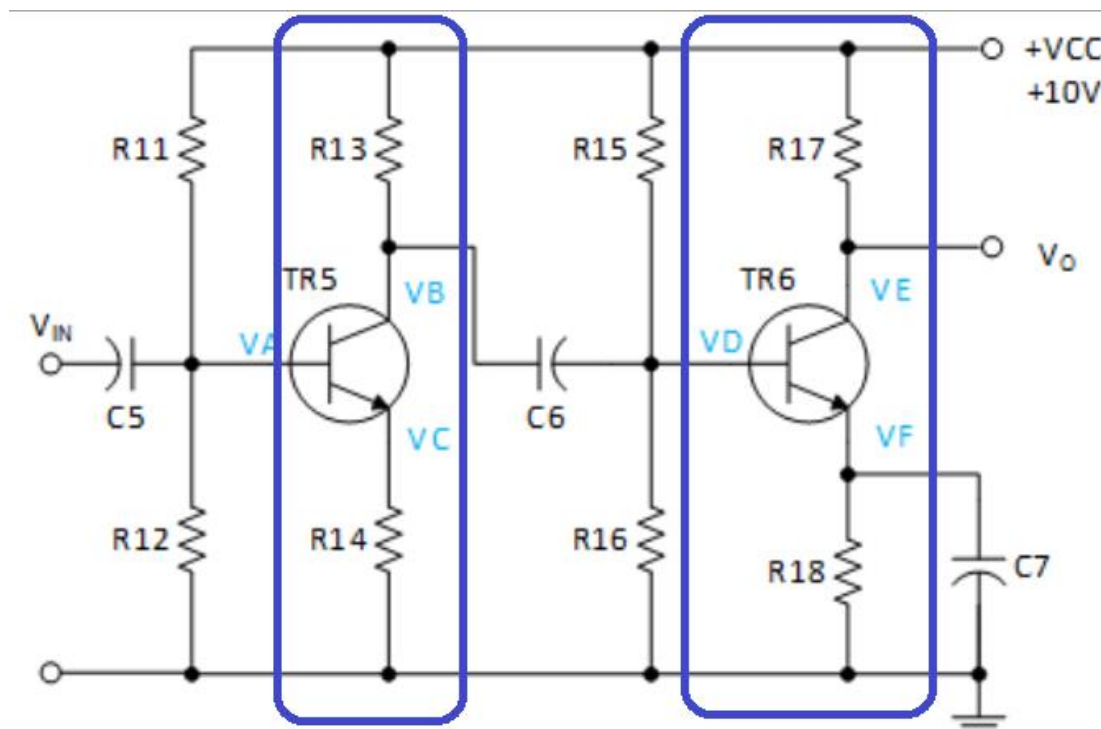 +VCC
+10V
R11
R13
R15
R17
TR5
VB
TR6
VE
VO
VIN
VA
VD
C5
C6
VC
VF
R12
R14
R16
R18
C7